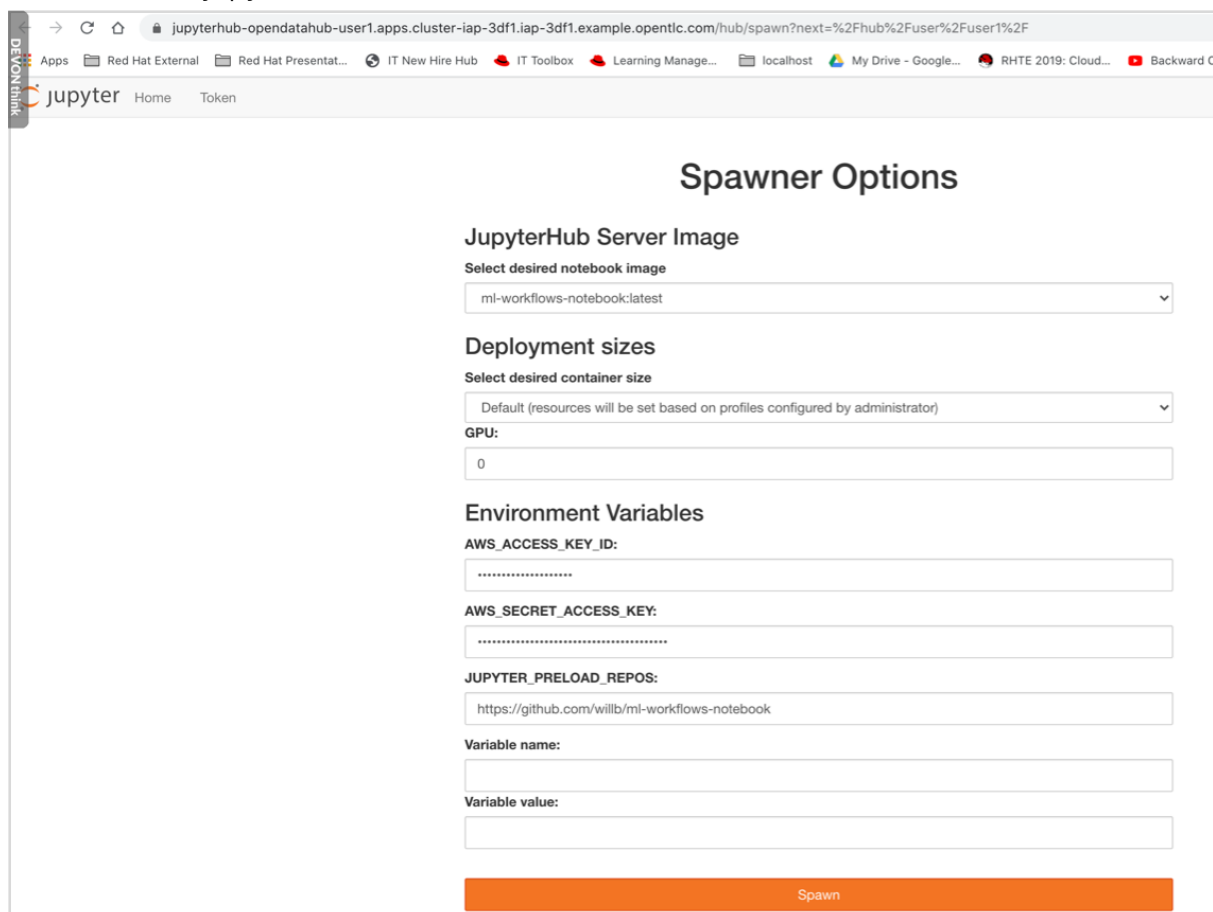 jupyterhub-opendatahub-user1.apps.cluster-iap-3df1.iap-3df1.example.opentlc.com/hub/spawn?next=%2Fhub%2Fuser%2Fuser1%2F
Apps Red Hat External Red Hat Presentat... IT New Hire Hub IT Toolbox Learning Manage... localhost My Drive - Google... RHTE 2019: Cloud... Backward
DEVONthink
jupyter Home Token
Spawner Options
JupyterHub Server Image
Select desired notebook image
ml-workflows-notebook:latest
Deployment sizes
Select desired container size
Default (resources will be set based on profiles configured by administrator)
GPU:
0
Environment Variables
AWS_ACCESS_KEY_ID:
AWS_SECRET_ACCESS_KEY:
JUPYTER_PRELOAD_REPOS:
https://github.com/willb/ml-workflows-notebook
Variable name:
Variable value:
Spawn